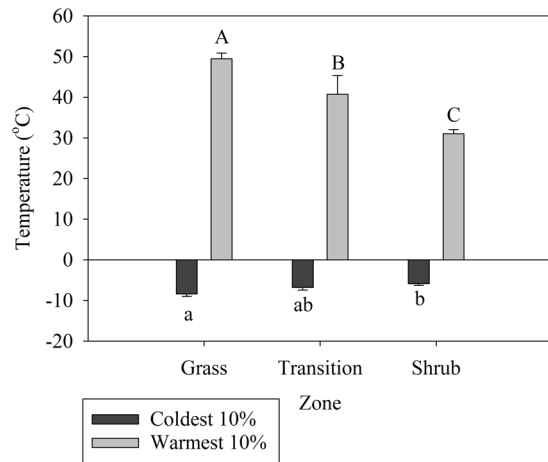 60
50
40
30
20
10
0
-10
-20
Temperature (°C)
A
B
C
a
ab
b
Grass Transition Shrub
Zone
Coldest 10%
Warmest 10%